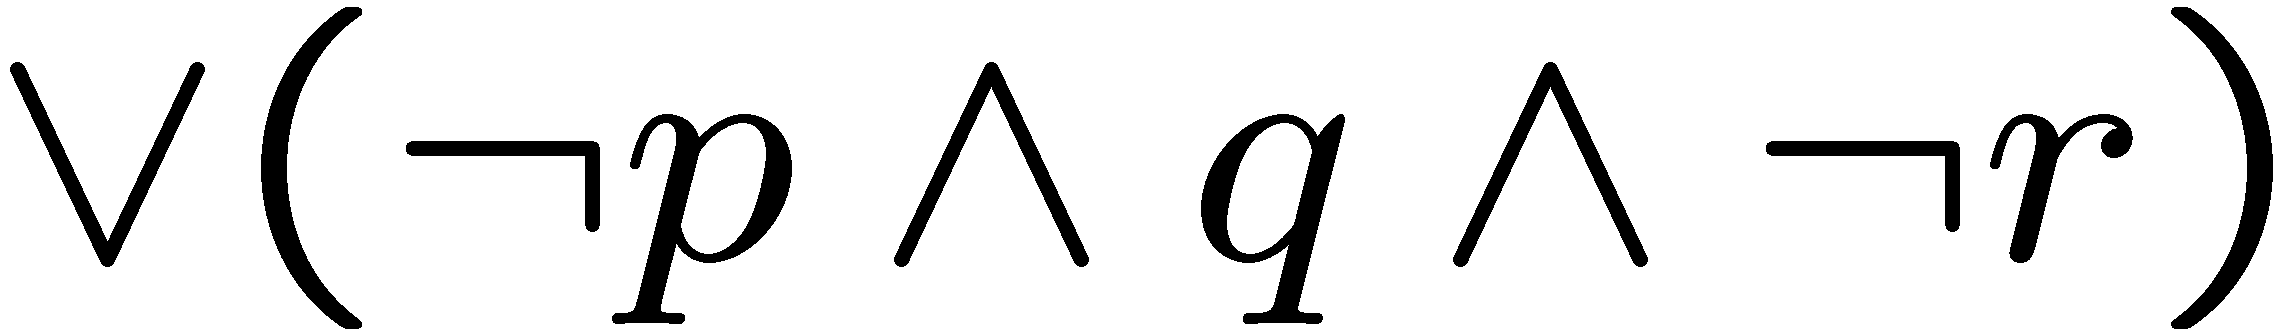 ∨(¬p ∧ q ∧ ¬r)